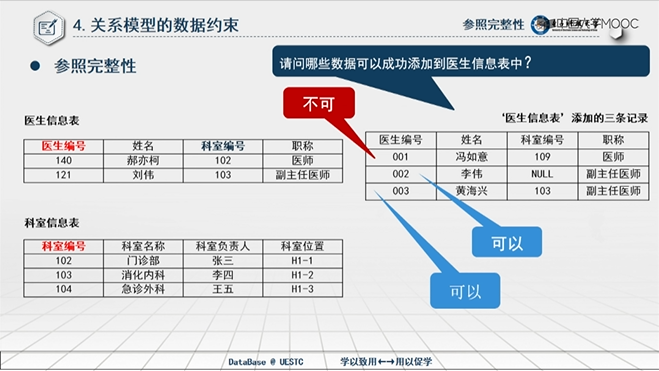 4. 关系模型的数据约束
参照完整性
大学MOOC
参照完整性
请问哪些数据可以成功添加到医生信息表中?
不可
医生信息表
医生编号 姓名 科室编号 职称
140 郝亦柯 102 医师
121 刘伟 103 副主任医师
'医生信息表' 添加的三条记录
医生编号 姓名 科室编号 职称
001 冯如意 109 医师
002 李伟 NULL 副主任医师
003 黄海兴 103 副主任医师
科室信息表
科室编号 科室名称 科室负责人 科室位置
102 门诊部 张三 H1-1
103 消化内科 李四 H1-2
104 急诊外科 王五 H1-3
可以
可以
DataBase @ UESTC 学以致用←→用以促学